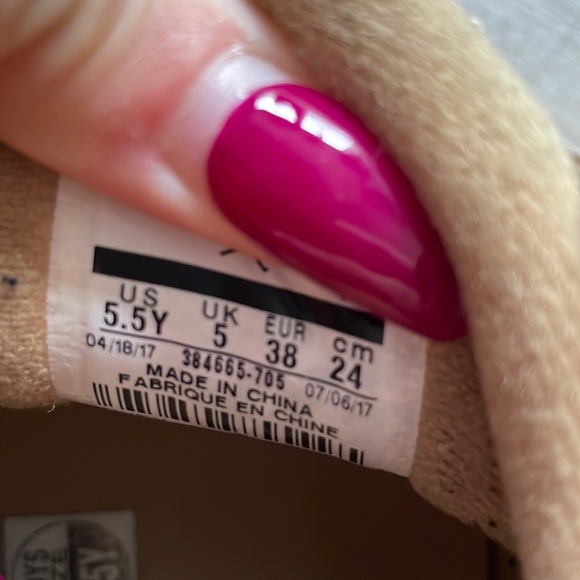 US UK EUR cm
5.5Y 5 38 24
04/18/17 384665-705 07/06/17
MADE IN CHINA
FABRIQUE EN CHINE